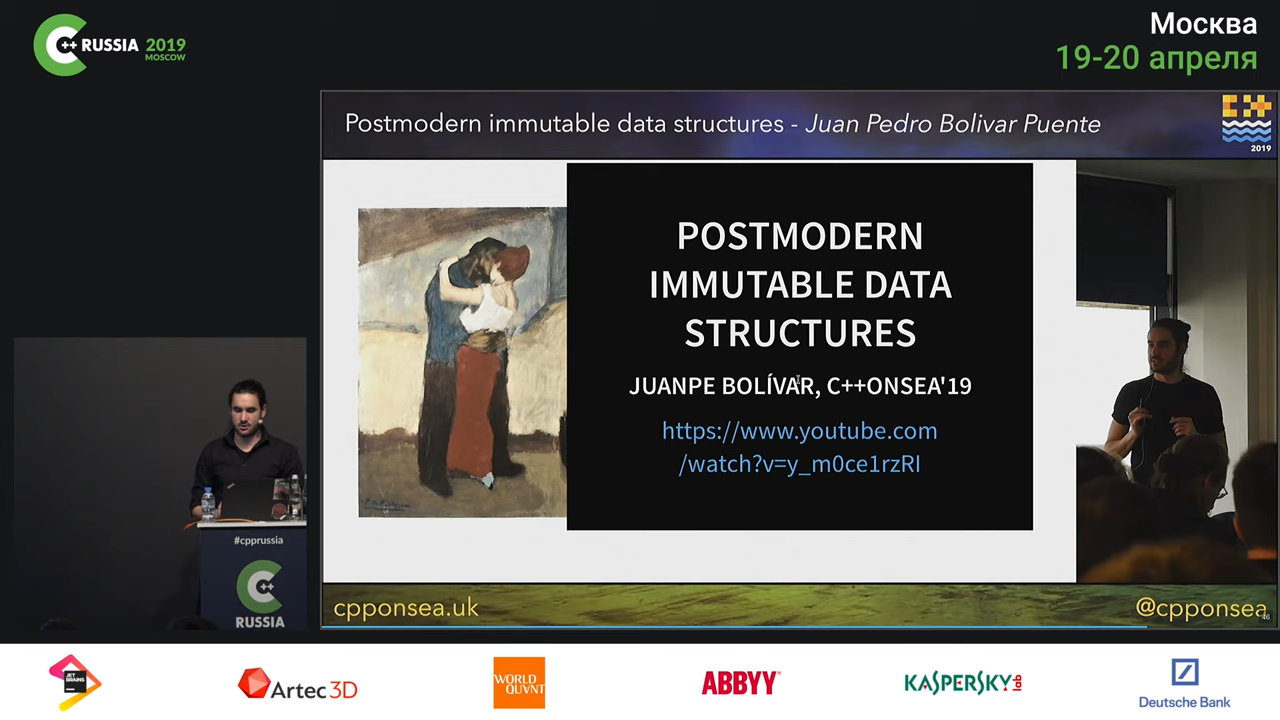 C++ RUSSIA 2019
MOSCOW
Москва
19-20 апреля
Postmodern immutable data structures - Juan Pedro Bolivar Puente
2019
POSTMODERN
IMMUTABLE DATA
STRUCTURES
JUANPE BOLÍVAR, C++ONSEA'19
https://www.youtube.com
/watch?v=y_m0ce1rzRI
cpponsea.uk
@cpponsea
46
#cpprussia
C++
RUSSIA
JET
BRAINS
Artec 3D
WORLD
QUANT
ABBYY
KASPERSKY lab
Deutsche Bank